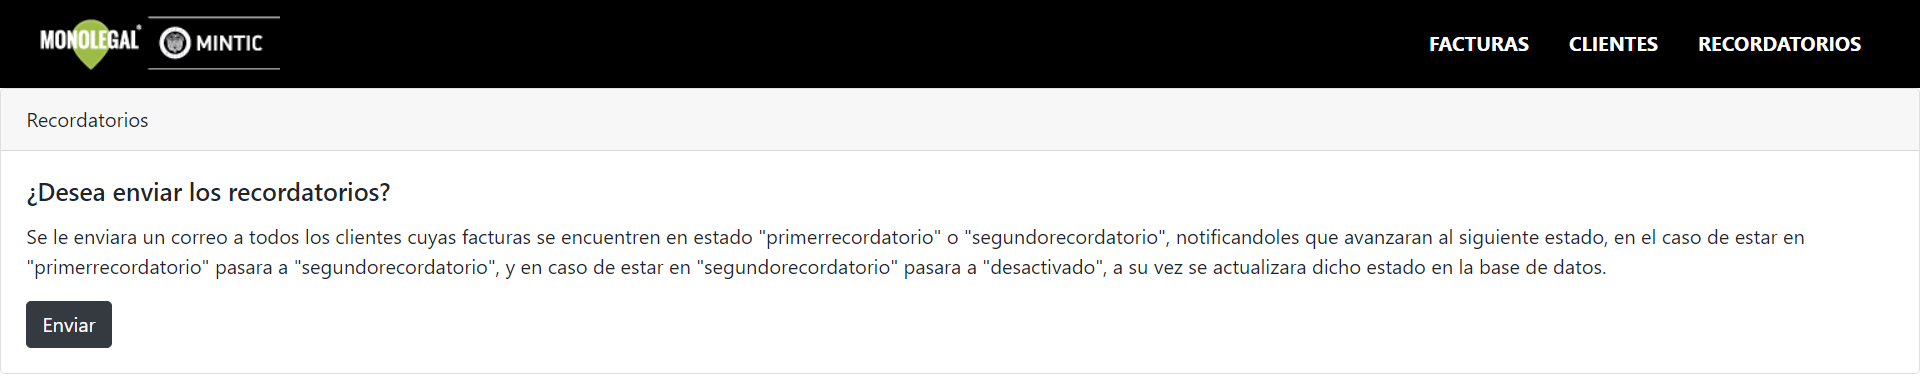 MONOLEGAL®
MINTIC
FACTURAS CLIENTES RECORDATORIOS
Recordatorios
¿Desea enviar los recordatorios?
Se le enviara un correo a todos los clientes cuyas facturas se encuentren en estado "primerrecordatorio" o "segundorecordatorio", notificandoles que avanzaran al siguiente estado, en el caso de estar en
"primerrecordatorio" pasara a "segundorecordatorio", y en caso de estar en "segundorecordatorio" pasara a "desactivado", a su vez se actualizara dicho estado en la base de datos.
Enviar